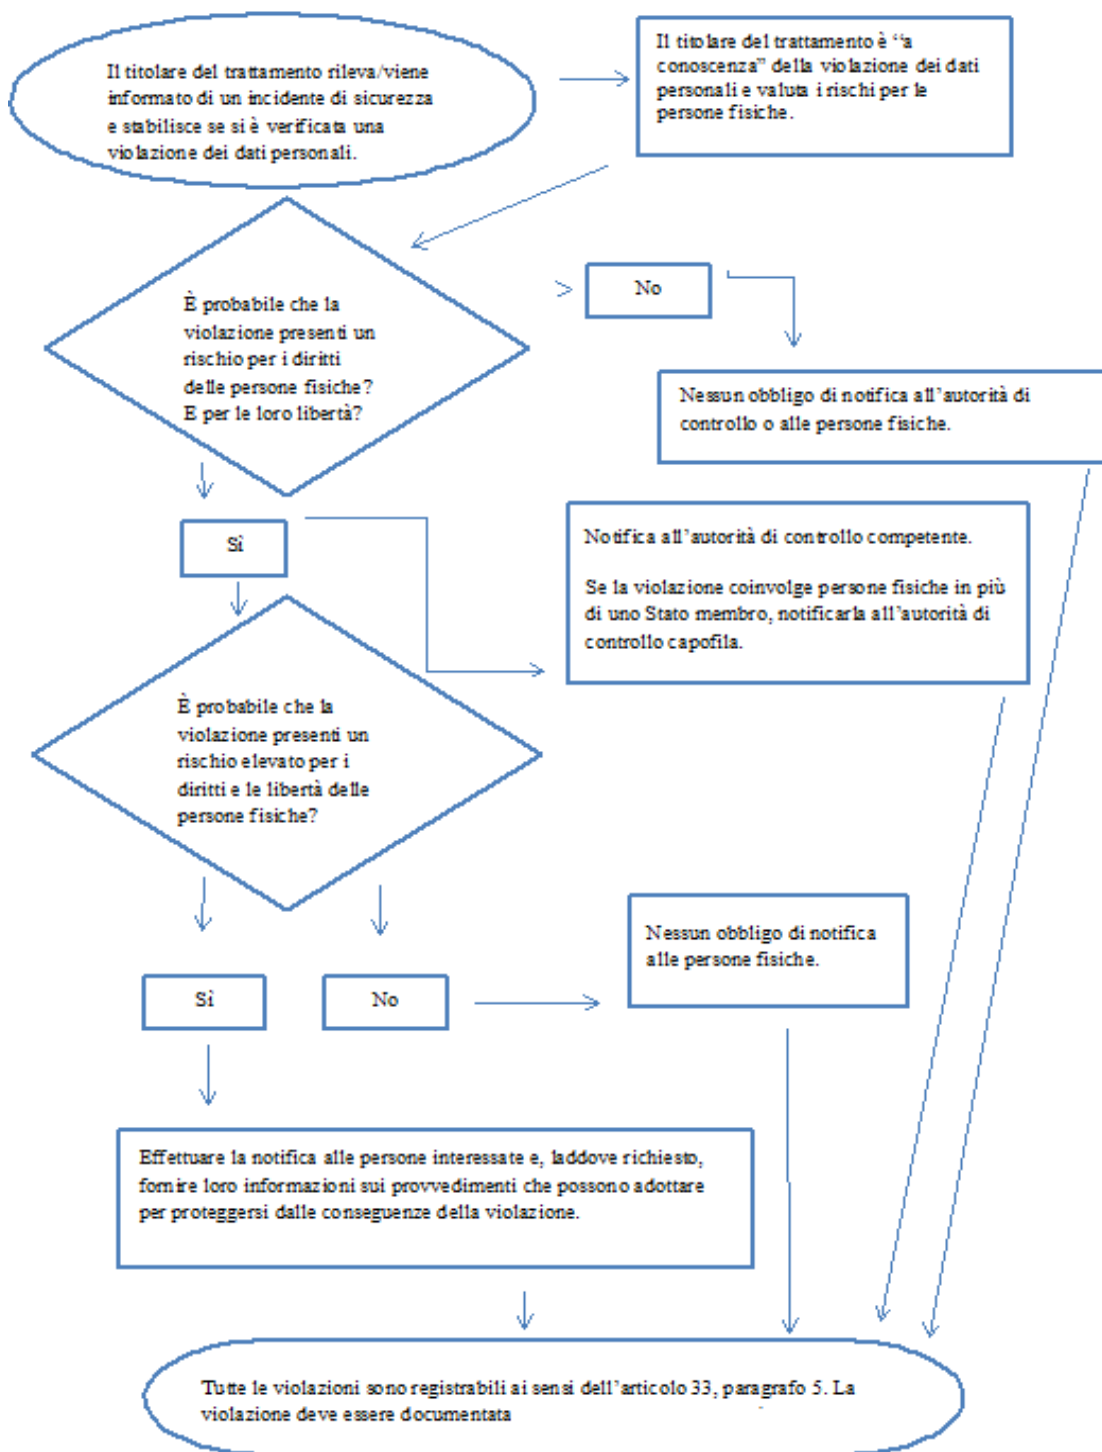 Il titolare del trattamento rileva/viene
informato di un incidente di sicurezza
e stabilisce se si è verificata una
violazione dei dati personali.
Il titolare del trattamento è “a
conoscenza” della violazione dei dati
personali e valuta i rischi per le
persone fisiche.
È probabile che la
violazione presenti un
rischio per i diritti
delle persone fisiche?
E per le loro libertà?
No
Nessun obbligo di notifica all’autorità di
controllo o alle persone fisiche.
Sì
Notifica all’autorità di controllo competente.
Se la violazione coinvolge persone fisiche in più
di uno Stato membro, notificarla all’autorità di
controllo capofila.
È probabile che la
violazione presenti un
rischio elevato per i
diritti e le libertà delle
persone fisiche?
Nessun obbligo di notifica
alle persone fisiche.
Sì
No
Effettuare la notifica alle persone interessate e, laddove richiesto,
fornire loro informazioni sui provvedimenti che possono adottare
per proteggersi dalle conseguenze della violazione.
Tutte le violazioni sono registrabili ai sensi dell’articolo 33, paragrafo 5. La
violazione deve essere documentata